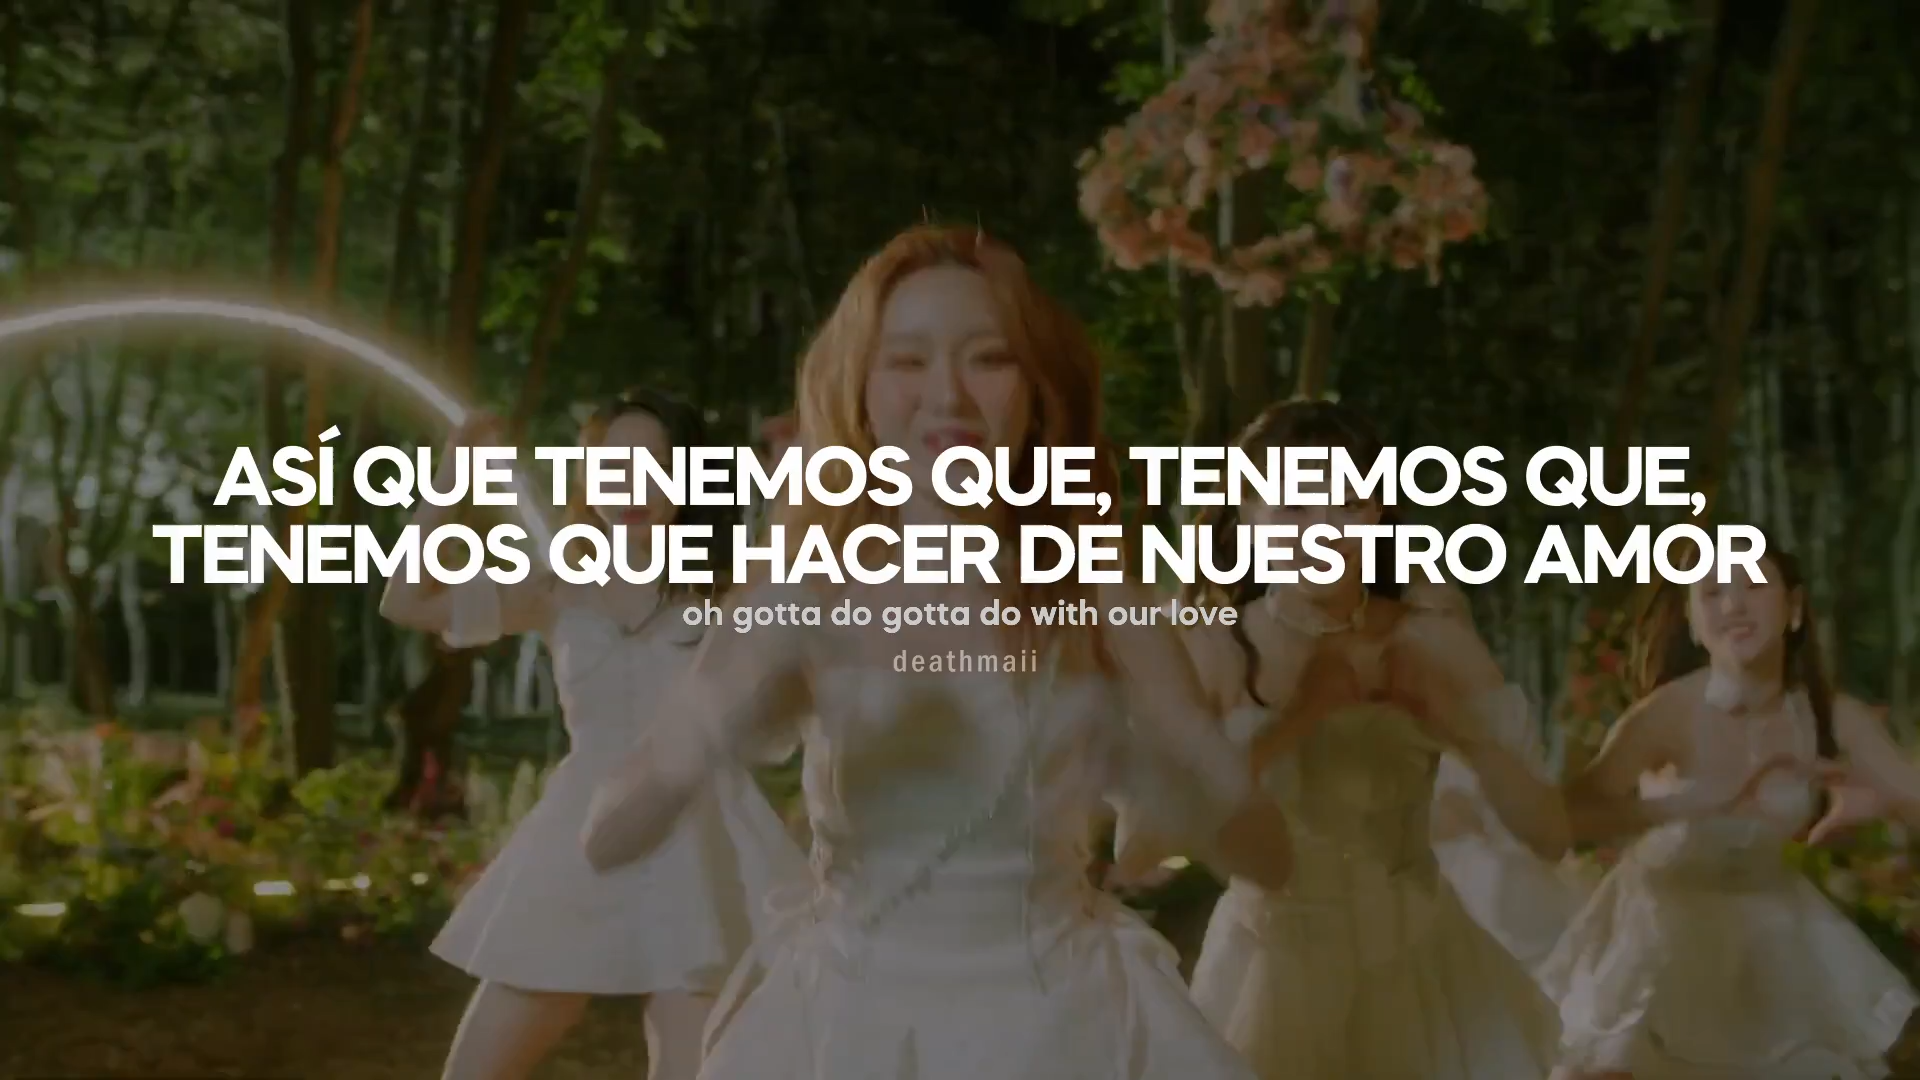 ASÍ QUE TENEMOS QUE, TENEMOS QUE,
TENEMOS QUE HACER DE NUESTRO AMOR
oh gotta do gotta do with our love
deathmaii